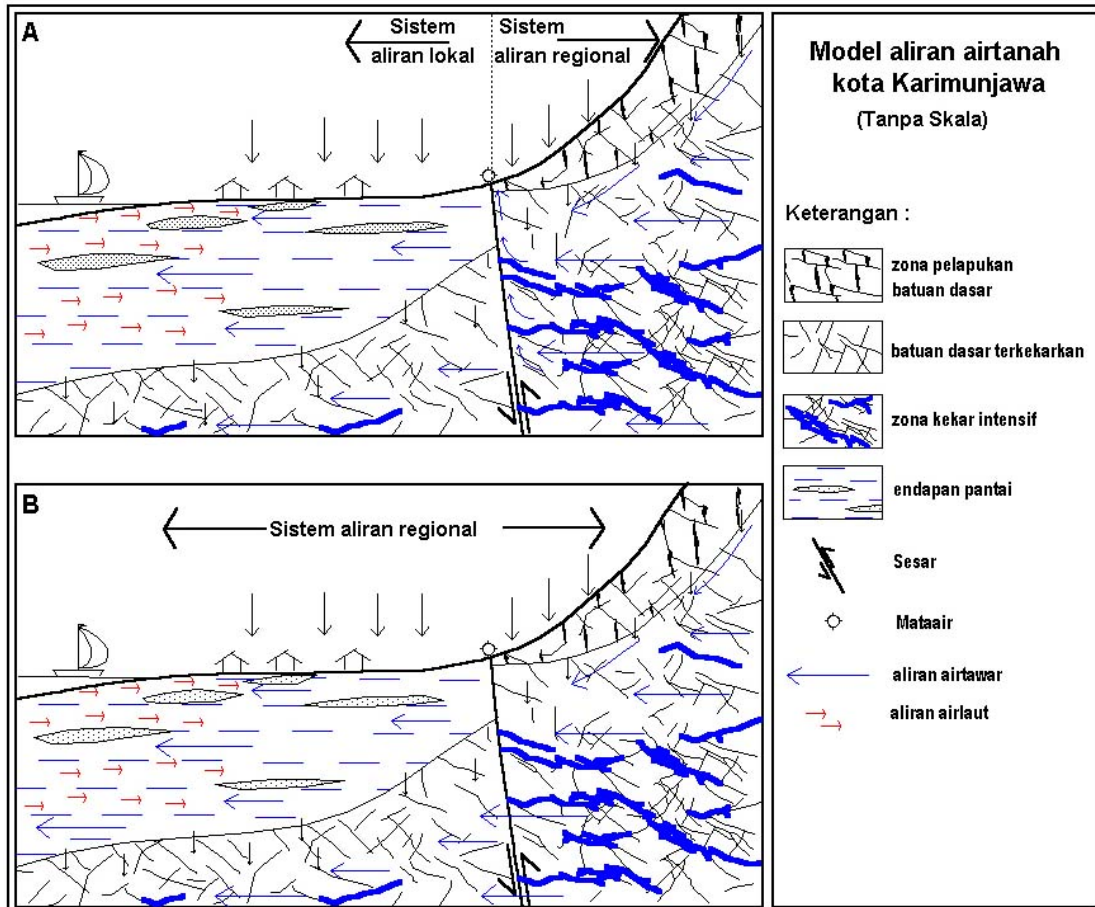 A
Sistem
aliran lokal
Sistem
aliran regional
B
Sistem aliran regional
Model aliran airtanah
kota Karimunjawa
(Tanpa Skala)
Keterangan :
zona pelapukan
batuan dasar
batuan dasar terkekarkan
zona kekar intensif
endapan pantai
Sesar
Mataair
aliran airtawar
aliran airlaut